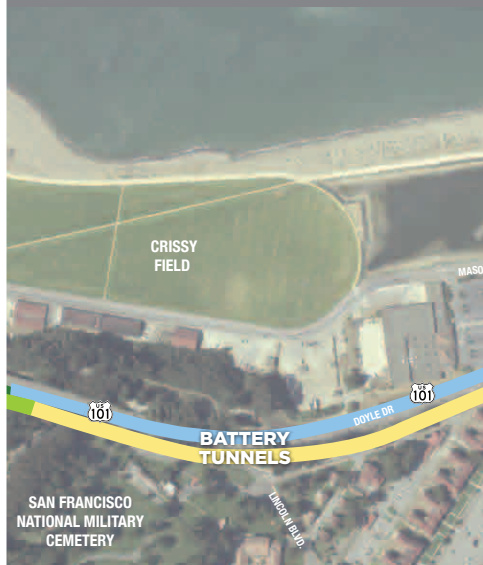 CRISSY
FIELD
MASO
US
101
DOYLE DR
US
101
BATTERY
TUNNELS
LINCOLN BLVD.
SAN FRANCISCO
NATIONAL MILITARY
CEMETERY